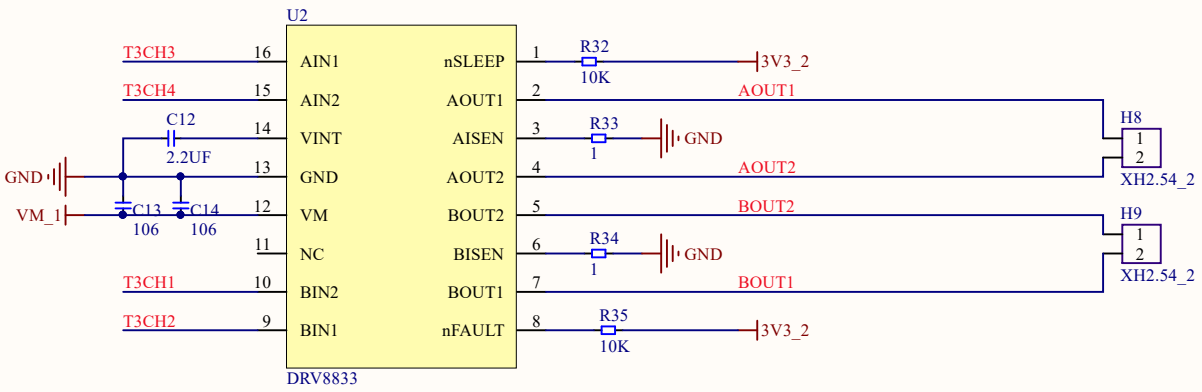 U2
T3CH3 16 AIN1 nSLEEP 1 R32 10K 3V3_2
T3CH4 15 AIN2 AOUT1 2 AOUT1
C12 2.2UF 14 VINT AISEN 3 R33 1 GND
H8 1 2 XH2.54_2
GND 13 GND AOUT2 4 AOUT2
VM_1 C13 106 C14 106 12 VM BOUT2 5 BOUT2
H9 1 2 XH2.54_2
11 NC BISEN 6 R34 1 GND
T3CH1 10 BIN2 BOUT1 7 BOUT1
T3CH2 9 BIN1 nFAULT 8 R35 10K 3V3_2
DRV8833